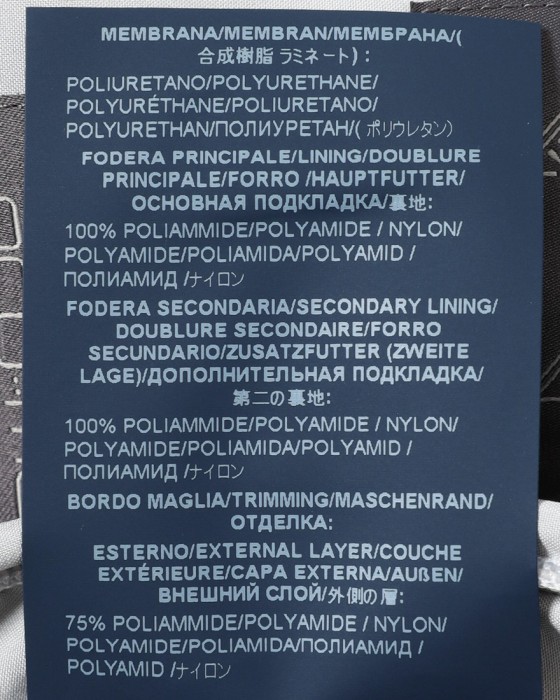 MEMBRANA/MEMBRAN/МЕМБРАНА/(
合成樹脂 ラミネート) :
POLIURETANO/POLYURETHANE/
POLYURÉTHANE/POLIURETANO/
POLYURETHAN/ПОЛИУРЕТАН/( ポリウレタン)
FODERA PRINCIPALE/LINING/DOUBLURE
PRINCIPALE/FORRO /HAUPTFUTTER/
ОСНОВНАЯ ПОДКЛАДКА/裏地:
100% POLIAMMIDE/POLYAMIDE / NYLON/
POLYAMIDE/POLIAMIDA/POLYAMID /
ПОЛИАМИД /ナイロン
FODERA SECONDARIA/SECONDARY LINING/
DOUBLURE SECONDAIRE/FORRO
SECUNDARIO/ZUSATZFUTTER (ZWEITE
LAGE)/ДОПОЛНИТЕЛЬНАЯ ПОДКЛАДКА/
第二の裏地:
100% POLIAMMIDE/POLYAMIDE / NYLON/
POLYAMIDE/POLIAMIDA/POLYAMID /
ПОЛИАМИД /ナイロン
BORDO MAGLIA/TRIMMING/MASCHENRAND/
ОТДЕЛКА:
ESTERNO/EXTERNAL LAYER/COUCHE
EXTÉRIEURE/CAPA EXTERNA/AUßEN/
ВНЕШНИЙ СЛОЙ/外側の層:
75% POLIAMMIDE/POLYAMIDE / NYLON/
POLYAMIDE/POLIAMIDA/ПОЛИАМИД /
POLYAMID /ナイロン